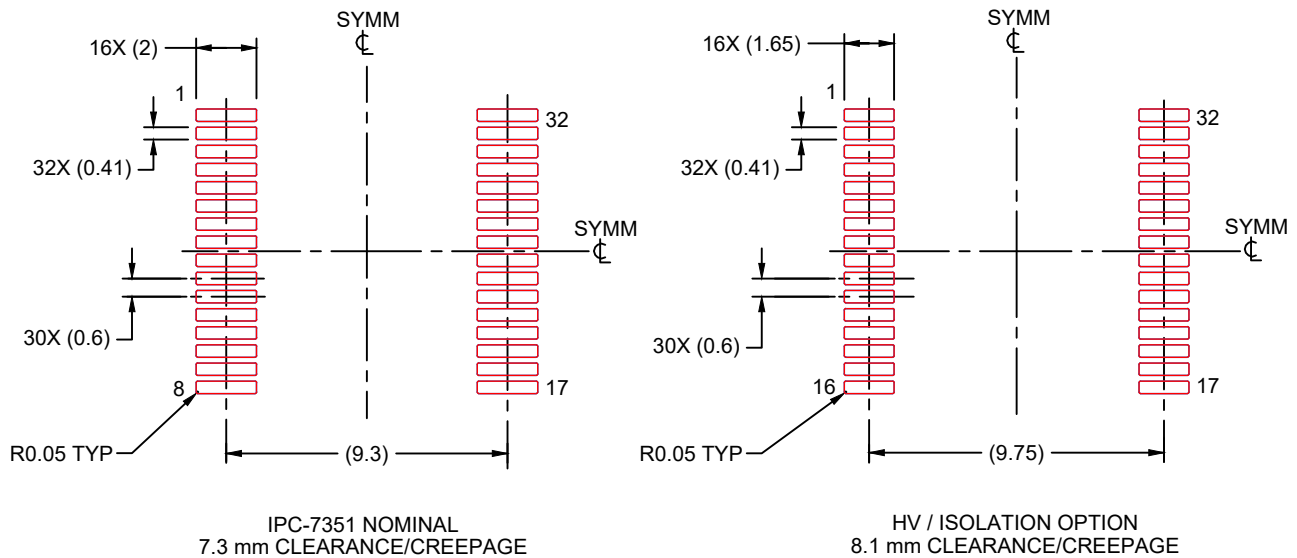 SYMM
℄
16X (2)
1
32
32X (0.41)
SYMM
℄
30X (0.6)
8
17
R0.05 TYP
(9.3)
IPC-7351 NOMINAL
7.3 mm CLEARANCE/CREEPAGE
SYMM
℄
16X (1.65)
1
32
32X (0.41)
SYMM
℄
30X (0.6)
16
17
R0.05 TYP
(9.75)
HV / ISOLATION OPTION
8.1 mm CLEARANCE/CREEPAGE